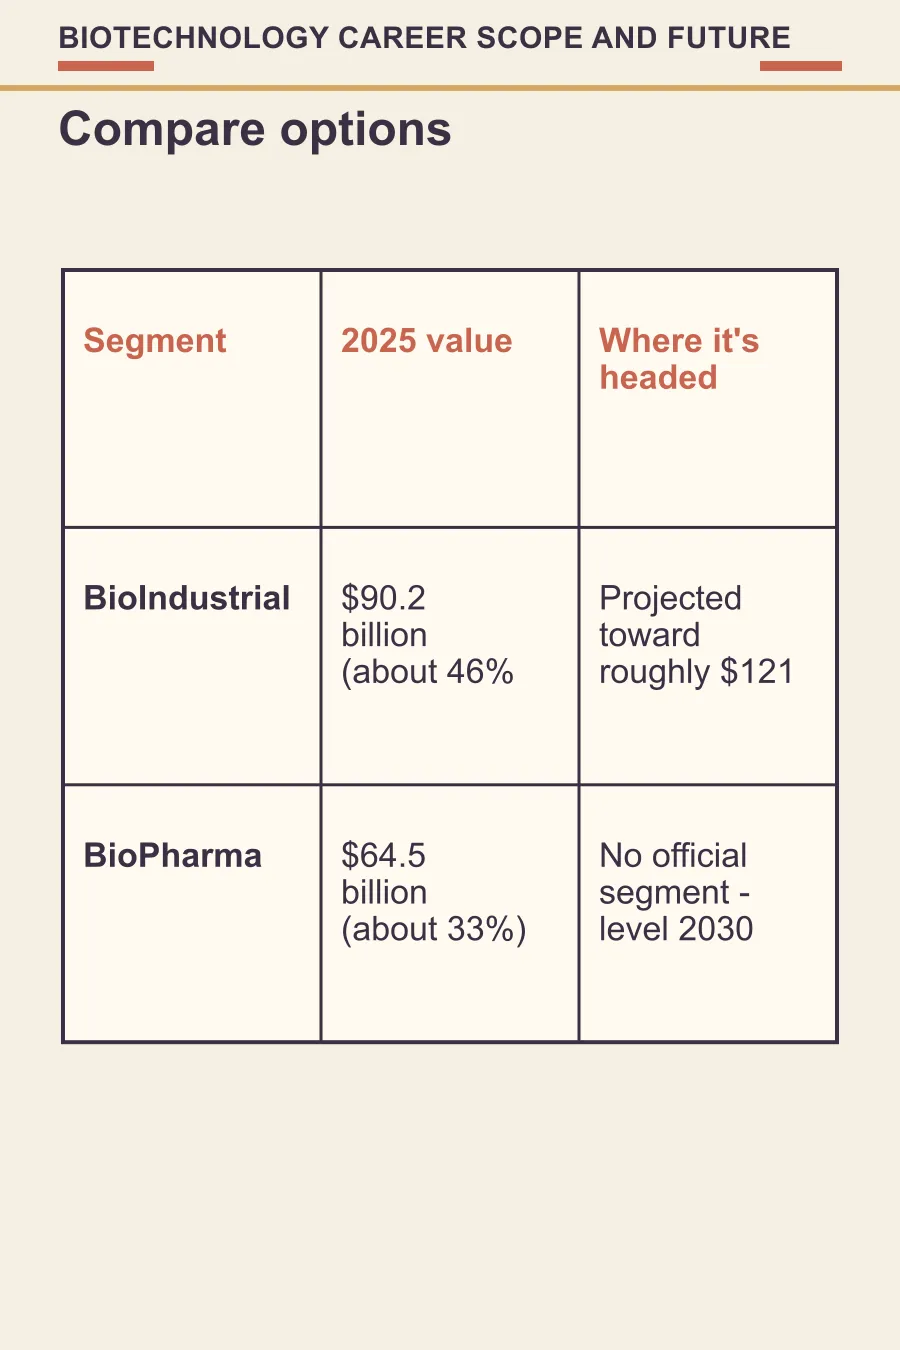 BIOTECHNOLOGY CAREER SCOPE AND FUTURE
Compare options
Segment
2025 value
Where it's
headed
BioIndustrial
$90.2
billion
(about 46%
Projected
toward
roughly $121
BioPharma
$64.5
billion
(about 33%)
No official
segment -
level 2030